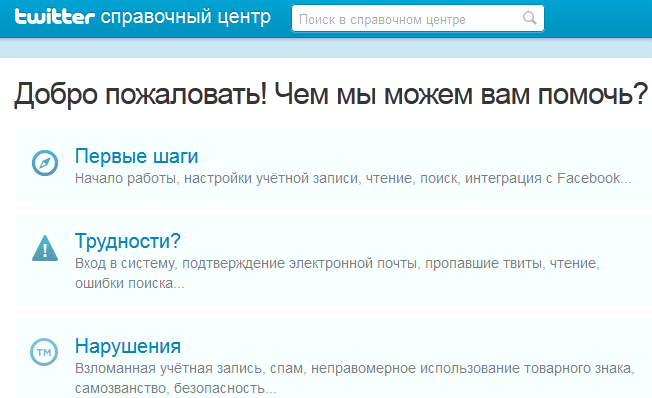 twitter справочный центр Поиск в справочном центре
Добро пожаловать! Чем мы можем вам помочь?
Первые шаги
Начало работы, настройки учётной записи, чтение, поиск, интеграция с Facebook...
Трудности?
Вход в систему, подтверждение электронной почты, пропавшие твиты, чтение,
ошибки поиска...
TM Нарушения
Взломанная учётная запись, спам, неправомерное использование товарного знака,
самозванство, безопасность...